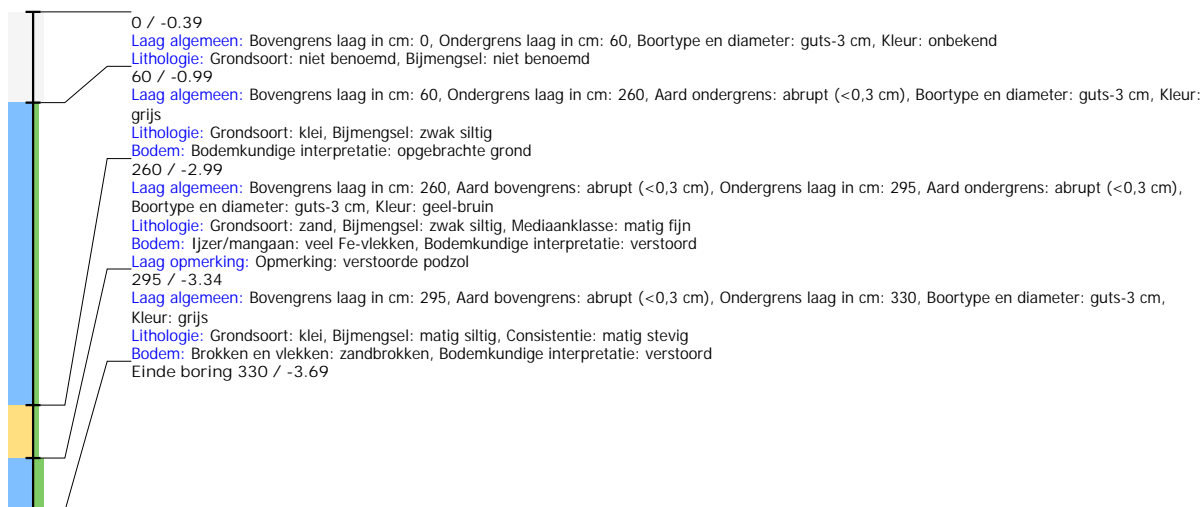 0 / -0.39
Laag algemeen: Bovengrens laag in cm: 0, Ondergrens laag in cm: 60, Boortype en diameter: guts-3 cm, Kleur: onbekend
Lithologie: Grondsoort: niet benoemd, Bijmengsel: niet benoemd
60 / -0.99
Laag algemeen: Bovengrens laag in cm: 60, Ondergrens laag in cm: 260, Aard ondergrens: abrupt (<0,3 cm), Boortype en diameter: guts-3 cm, Kleur:
grijs
Lithologie: Grondsoort: klei, Bijmengsel: zwak siltig
Bodem: Bodemkundige interpretatie: opgebrachte grond
260 / -2.99
Laag algemeen: Bovengrens laag in cm: 260, Aard bovengrens: abrupt (<0,3 cm), Ondergrens laag in cm: 295, Aard ondergrens: abrupt (<0,3 cm),
Boortype en diameter: guts-3 cm, Kleur: geel-bruin
Lithologie: Grondsoort: zand, Bijmengsel: zwak siltig, Mediaanklasse: matig fijn
Bodem: Ijzer/mangaan: veel Fe-vlekken, Bodemkundige interpretatie: verstoord
Laag opmerking: Opmerking: verstoorde podzol
295 / -3.34
Laag algemeen: Bovengrens laag in cm: 295, Aard bovengrens: abrupt (<0,3 cm), Ondergrens laag in cm: 330, Boortype en diameter: guts-3 cm,
Kleur: grijs
Lithologie: Grondsoort: klei, Bijmengsel: matig siltig, Consistentie: matig stevig
Bodem: Brokken en vlekken: zandbrokken, Bodemkundige interpretatie: verstoord
Einde boring 330 / -3.69